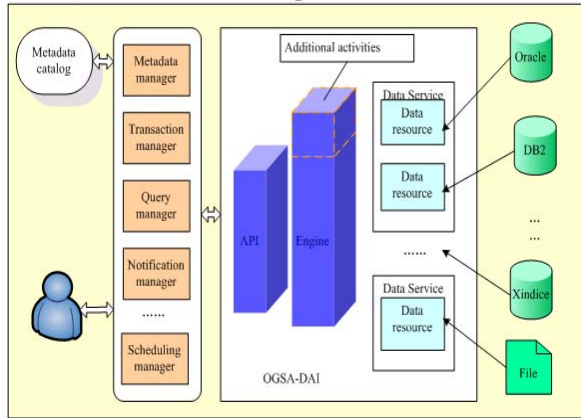 Metadata
catalog
Metadata
manager
Transaction
manager
Query
manager
Notification
manager
......
Scheduling
manager
Additional activities
API
Engine
OGSA-DAI
Data Service
Data
resource
Data
resource
......
Data Service
Data
resource
Oracle
DB2
...
...
Xindice
File